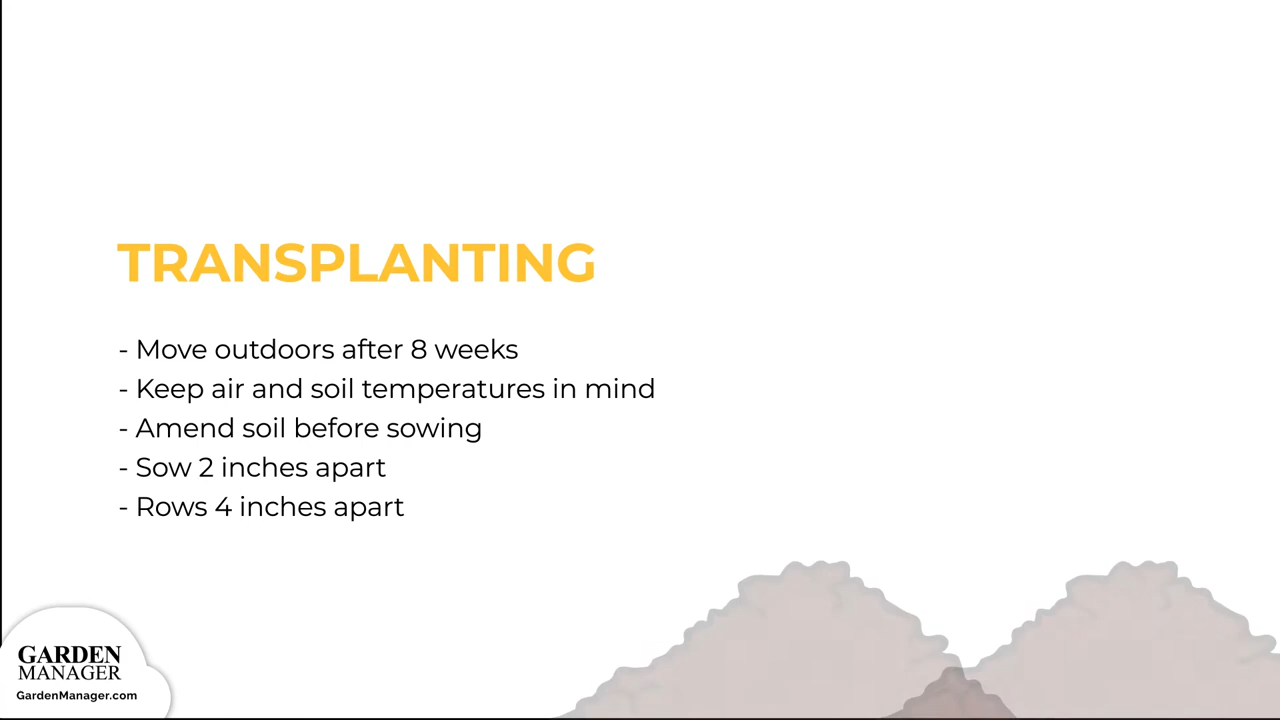 TRANSPLANTING
- Move outdoors after 8 weeks
- Keep air and soil temperatures in mind
- Amend soil before sowing
- Sow 2 inches apart
- Rows 4 inches apart
GARDEN
MANAGER
GardenManager.com